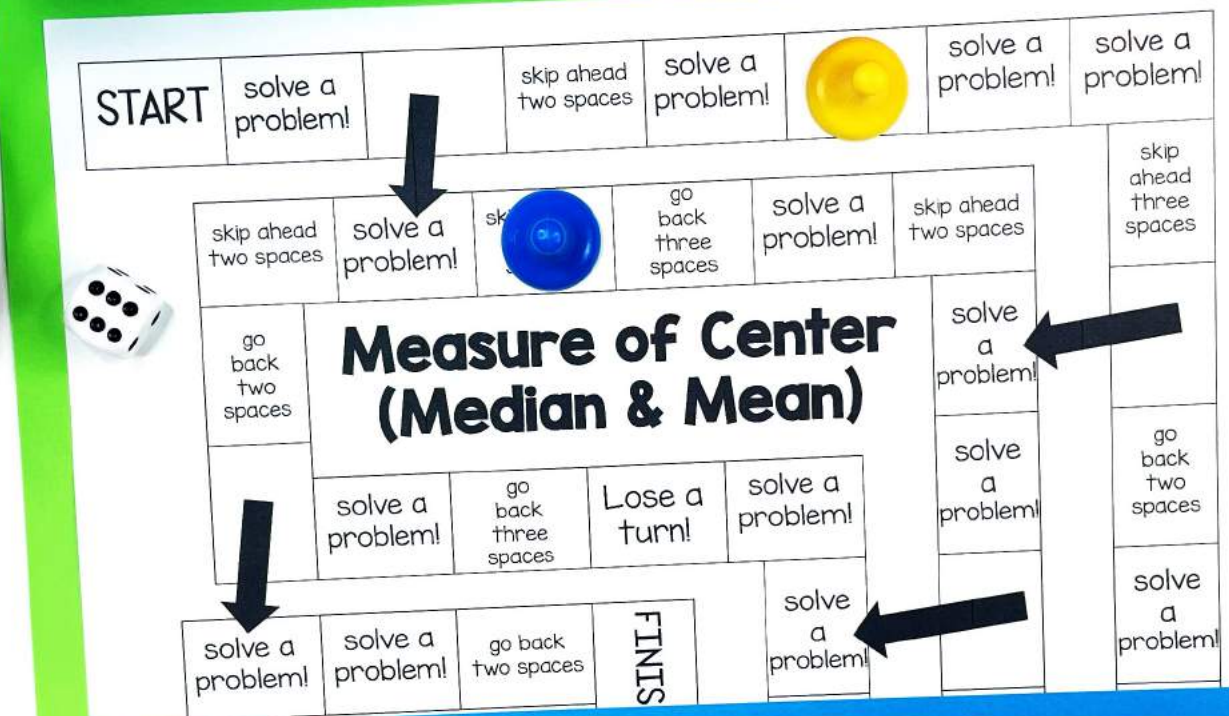 START
solve a
problem!
skip ahead
two spaces
solve a
problem!
solve a
problem!
solve a
problem!
skip
ahead
three
spaces
skip ahead
two spaces
solve a
problem!
go
back
three
spaces
solve a
problem!
skip ahead
two spaces
go
back
two
spaces
Measure of Center
(Median & Mean)
solve
a
problem!
solve
a
problem!
go
back
two
spaces
solve a
problem!
go
back
three
spaces
Lose a
turn!
solve a
problem!
solve
a
problem!
solve
a
problem!
solve a
problem!
solve a
problem!
go back
two spaces
FINIS